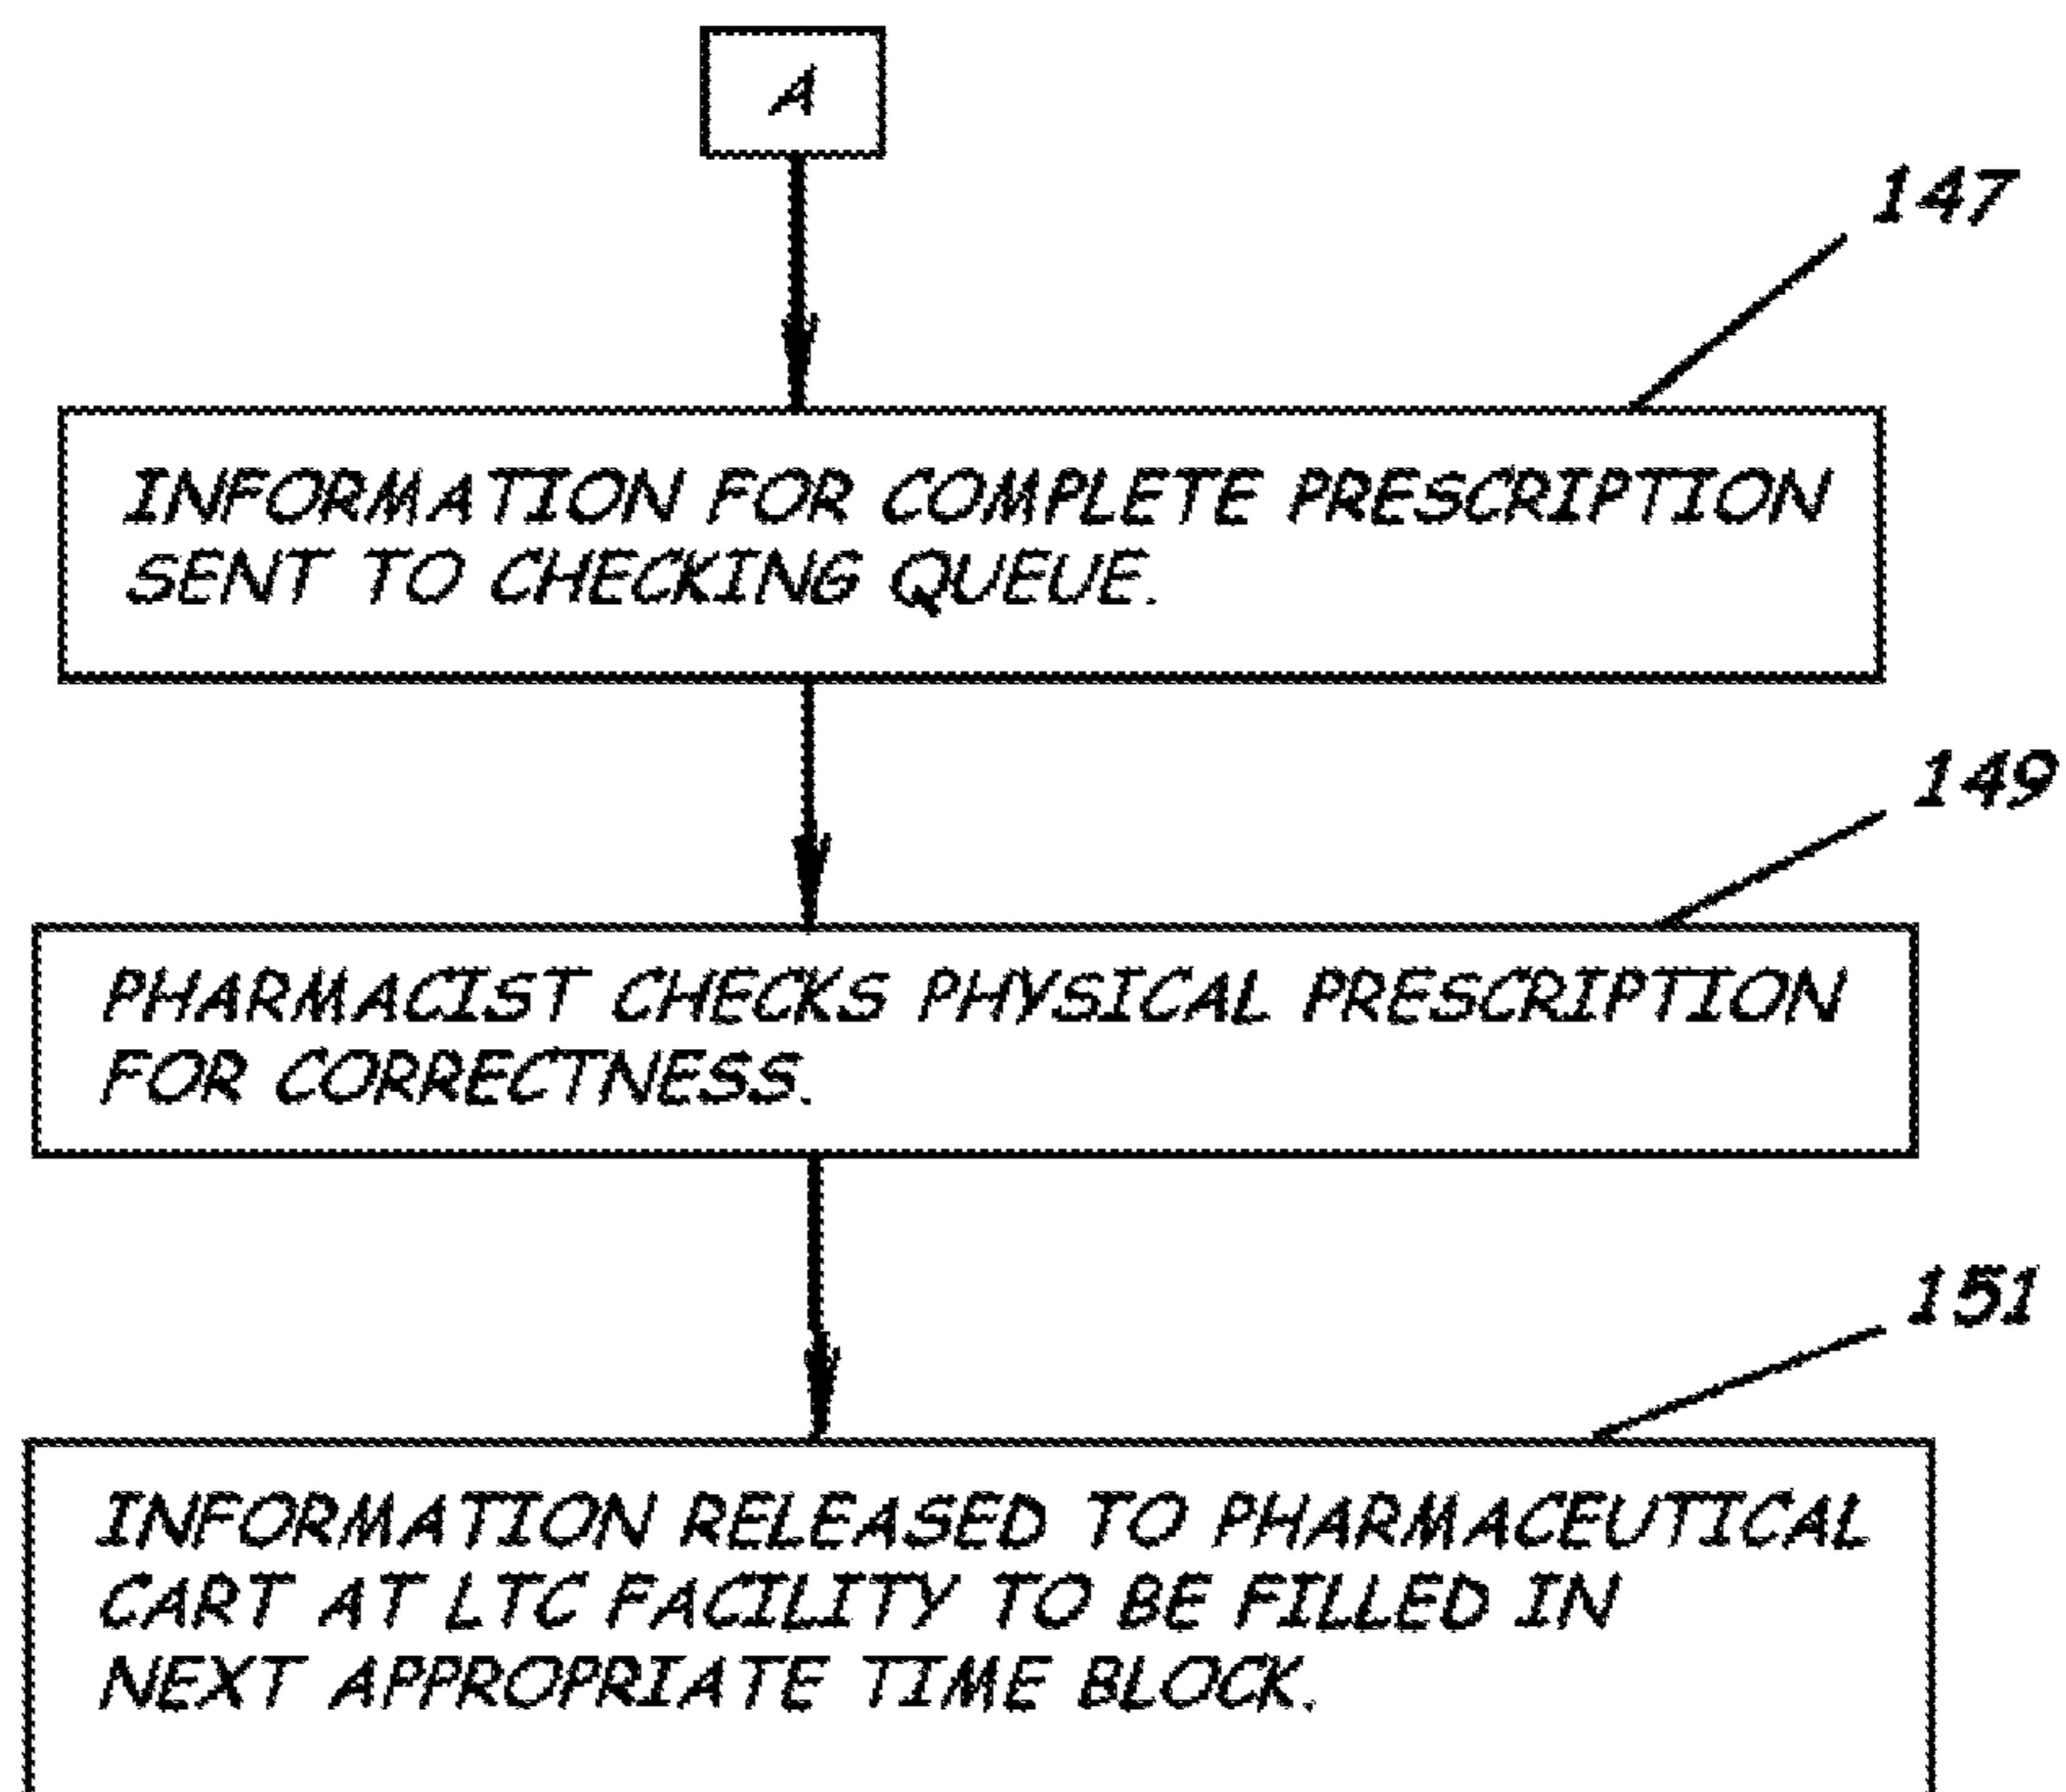 A
147
INFORMATION FOR COMPLETE PRESCRIPTION
SENT TO CHECKING QUEUE.
149
PHARMACIST CHECKS PHYSICAL PRESCRIPTION
FOR CORRECTNESS.
151
INFORMATION RELEASED TO PHARMACEUTICAL
CART AT LTC FACILITY TO BE FILLED IN
NEXT APPROPRIATE TIME BLOCK.